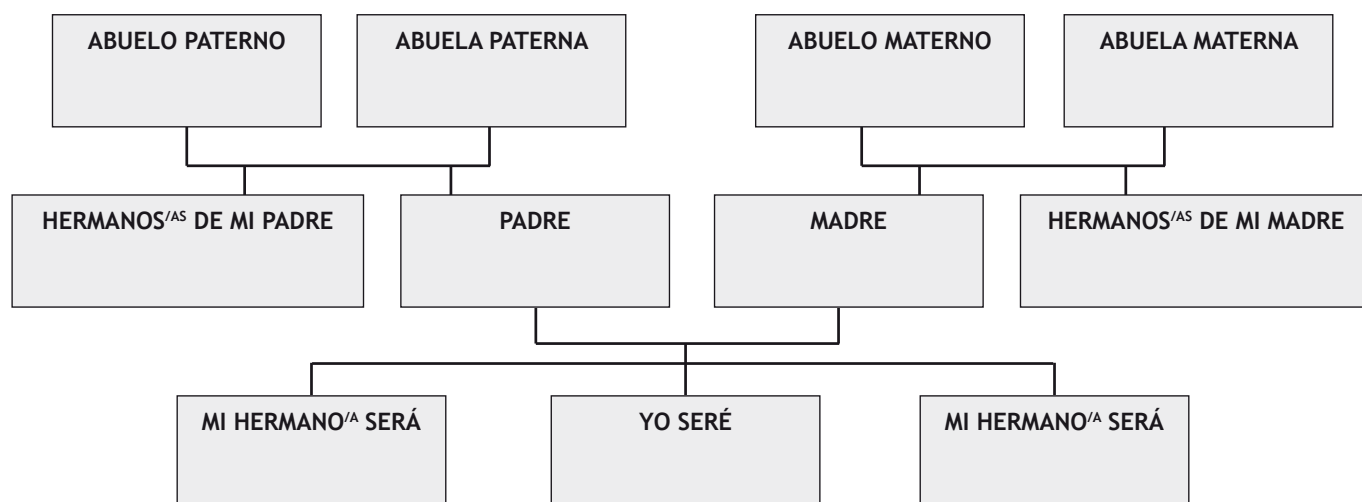 ABUELO PATERNO
ABUELA PATERNA
ABUELO MATERNO
ABUELA MATERNA
HERMANOS/AS DE MI PADRE
PADRE
MADRE
HERMANOS/AS DE MI MADRE
MI HERMANO/A SERÁ
YO SERÉ
MI HERMANO/A SERÁ